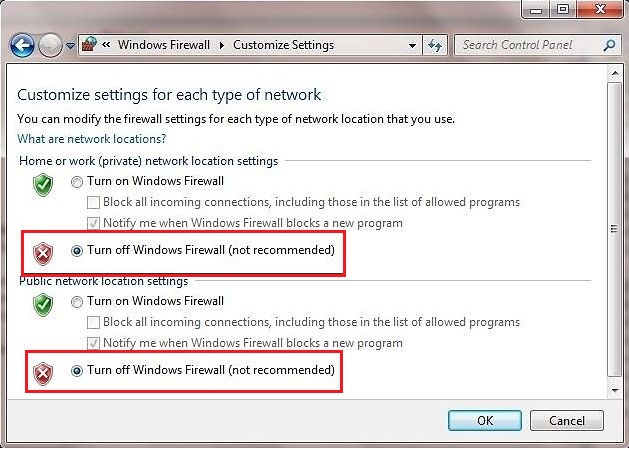 « Windows Firewall ▸ Customize Settings
Search Control Panel
Customize settings for each type of network
You can modify the firewall settings for each type of network location that you use.
What are network locations?
Home or work (private) network location settings
Turn on Windows Firewall
Block all incoming connections, including those in the list of allowed programs
Notify me when Windows Firewall blocks a new program
Turn off Windows Firewall (not recommended)
Public network location settings
Turn on Windows Firewall
Block all incoming connections, including those in the list of allowed programs
Notify me when Windows Firewall blocks a new program
Turn off Windows Firewall (not recommended)
OK
Cancel